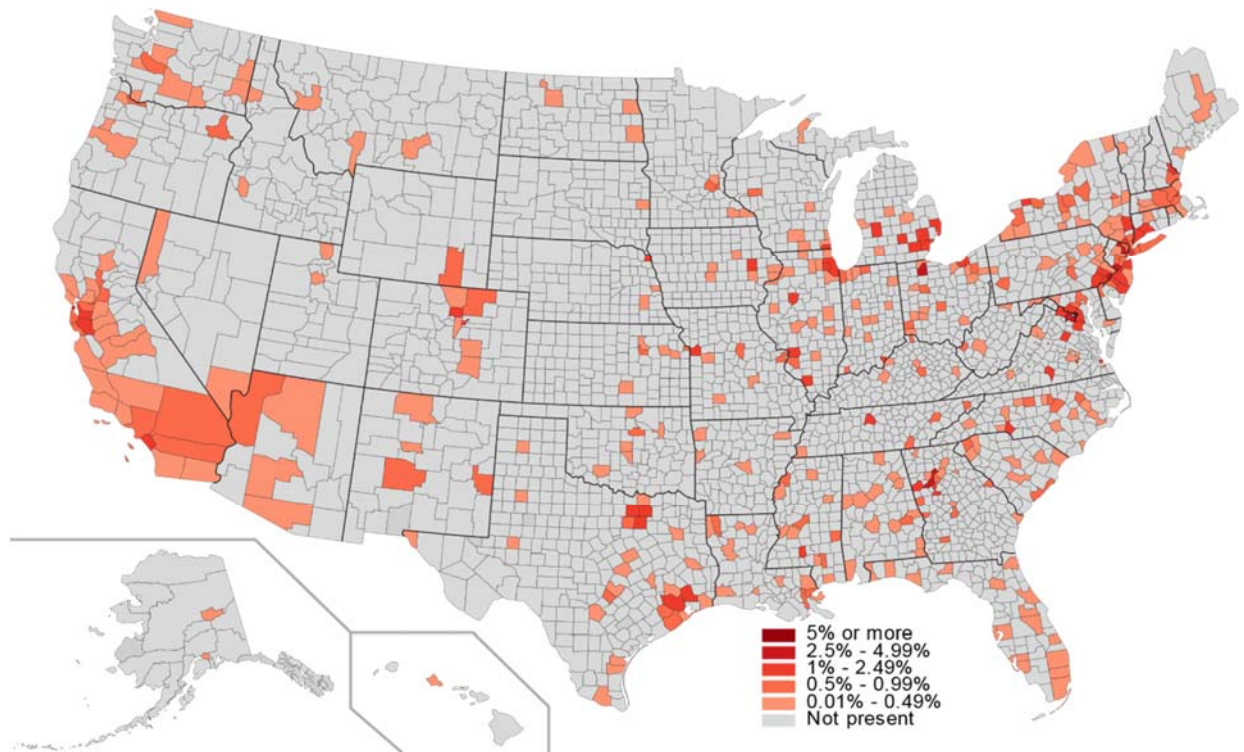 5% or more
2.5% - 4.99%
1% - 2.49%
0.5% - 0.99%
0.01% - 0.49%
Not present